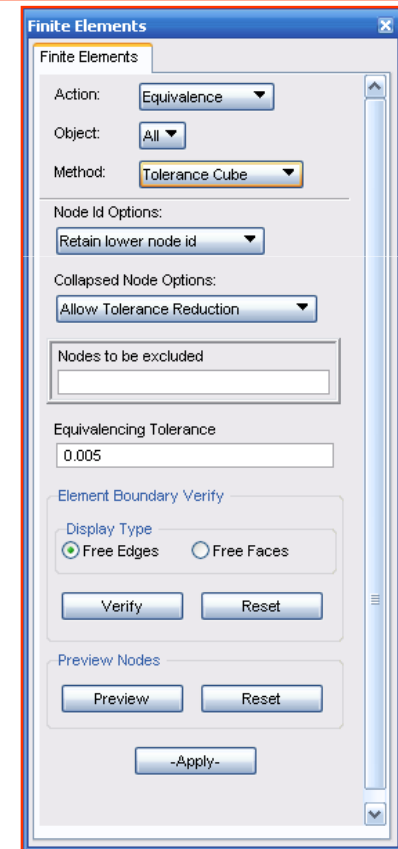 Finite Elements
Finite Elements
Action: Equivalence
Object: All
Method: Tolerance Cube
Node Id Options:
Retain lower node id
Collapsed Node Options:
Allow Tolerance Reduction
Nodes to be excluded
Equivalencing Tolerance
0.005
Element Boundary Verify
Display Type
Free Edges Free Faces
Verify Reset
Preview Nodes
Preview Reset
-Apply-